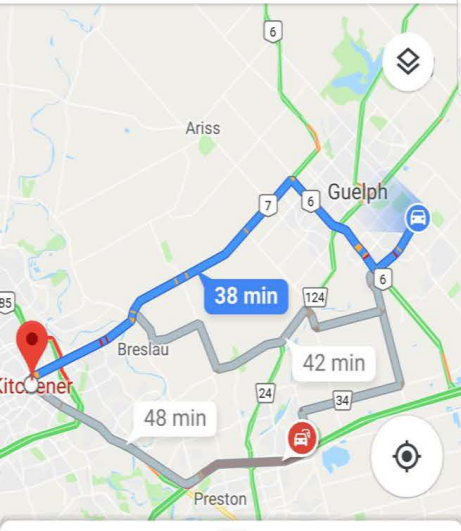 6
Ariss
Guelph
7
6
6
38 min
124
85
Breslau
42 min
Kitchener
24
34
48 min
Preston